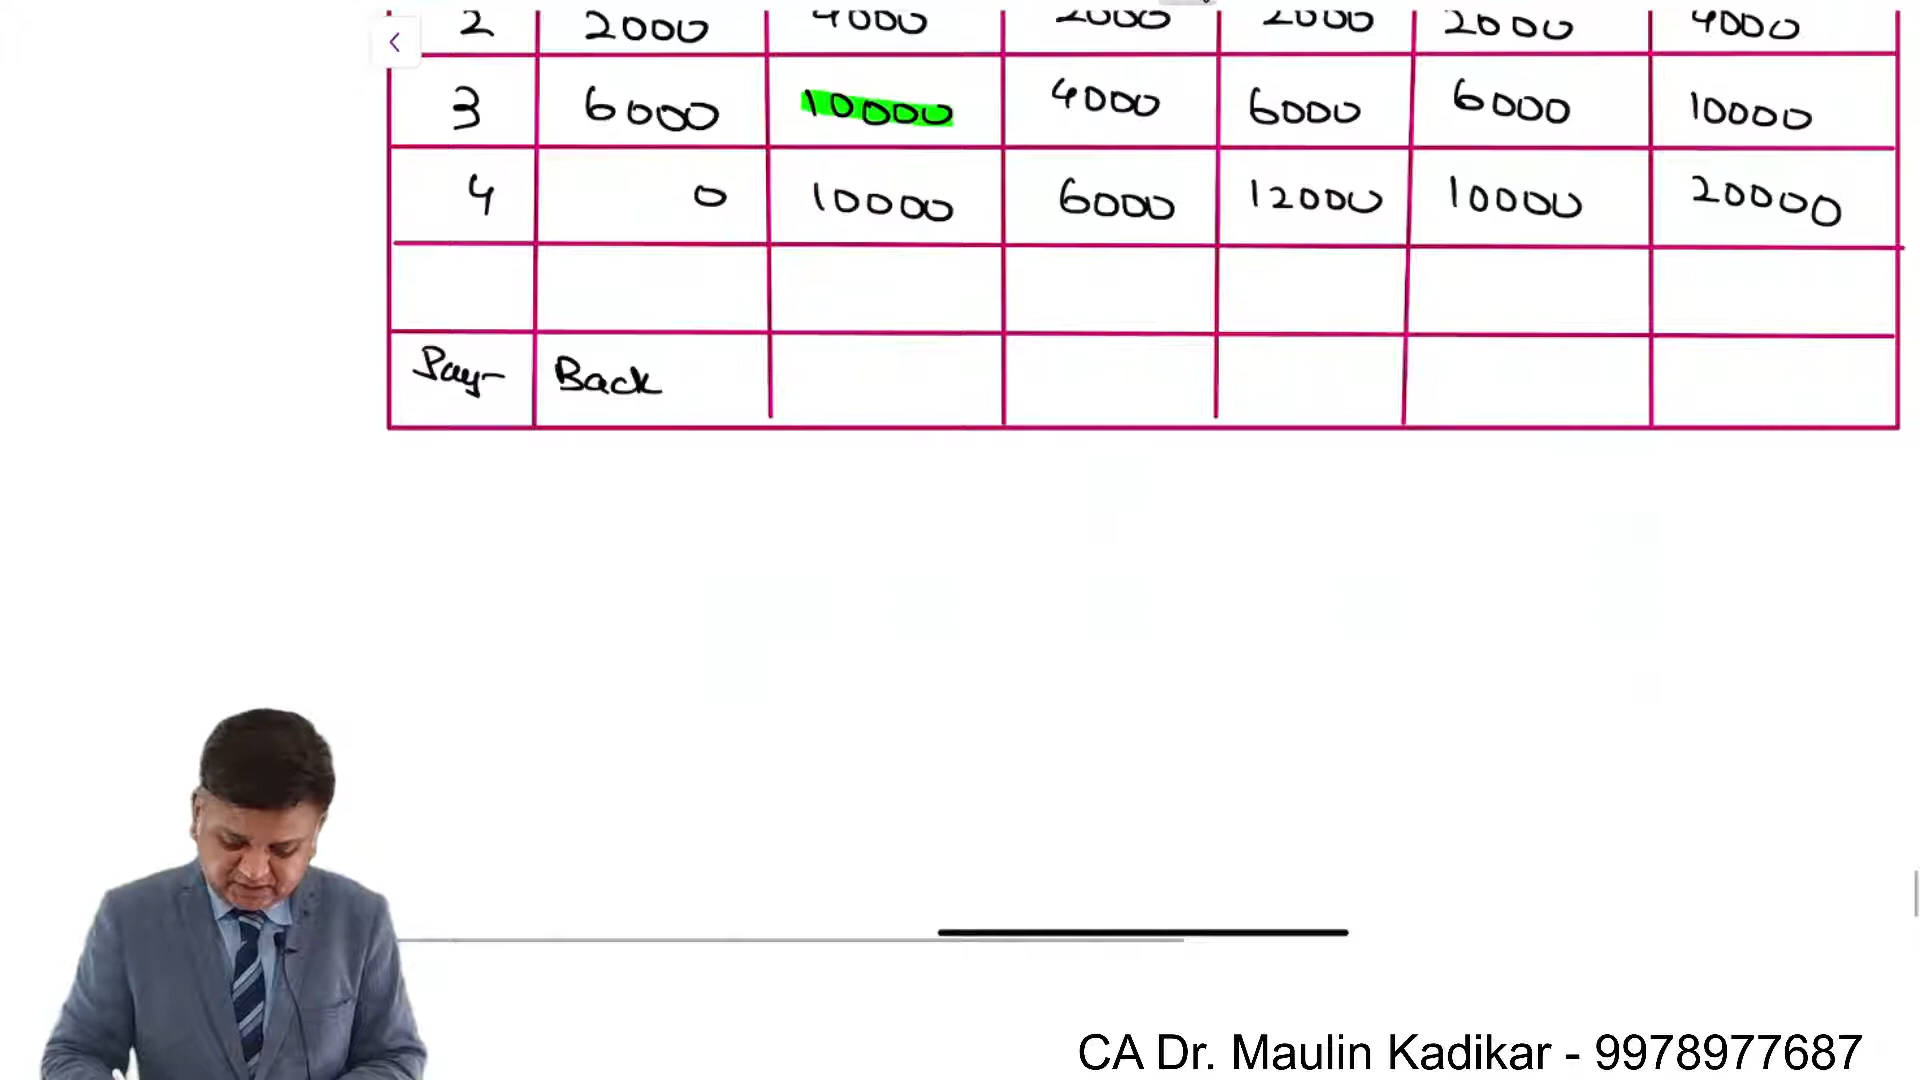 2 2000 4000 2000 2000 2000 4000
3 6000 10000 4000 6000 6000 10000
4 0 10000 6000 12000 10000 20000
Pay- Back
CA Dr. Maulin Kadikar - 9978977687